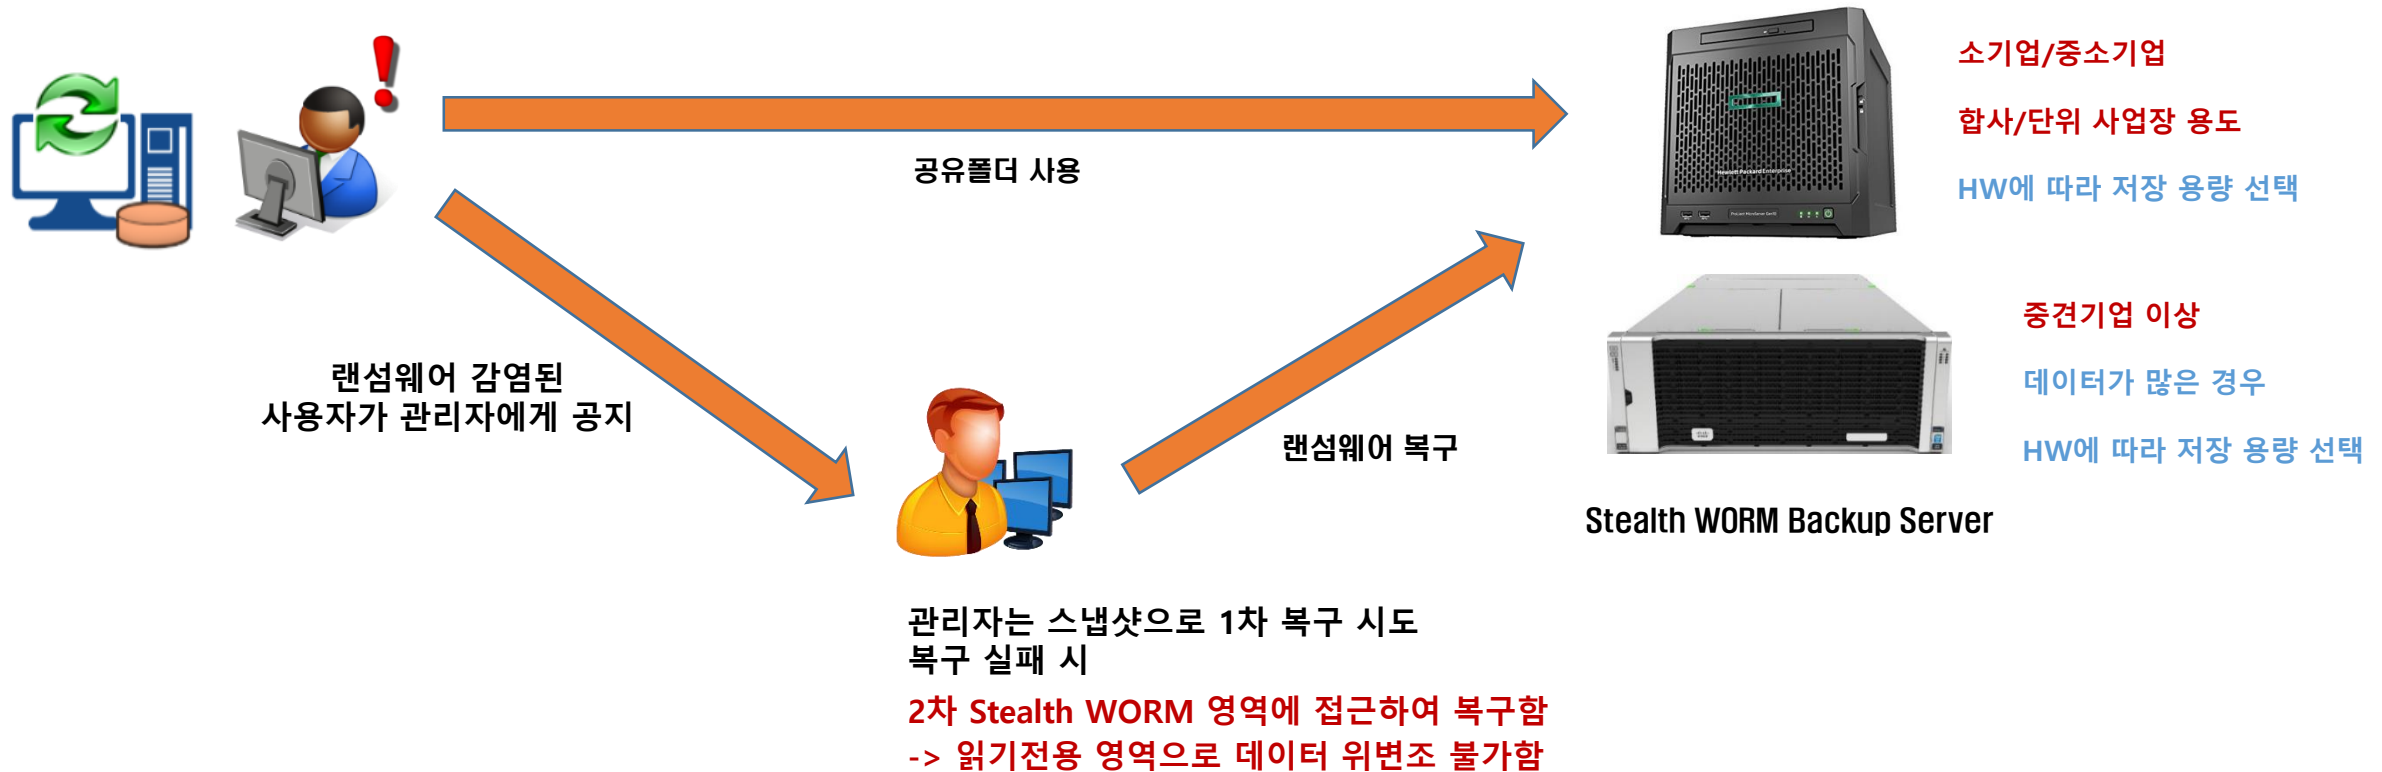 소기업/중소기업
합사/단위 사업장 용도
HW에 따라 저장 용량 선택
공유폴더 사용
Hewlett Packard Enterprise
ProLiant MicroServer Gen10
중견기업 이상
데이터가 많은 경우
HW에 따라 저장 용량 선택
랜섬웨어 감염된
사용자가 관리자에게 공지
랜섬웨어 복구
Stealth WORM Backup Server
관리자는 스냅샷으로 1차 복구 시도
복구 실패 시
2차 Stealth WORM 영역에 접근하여 복구함
-> 읽기전용 영역으로 데이터 위변조 불가함